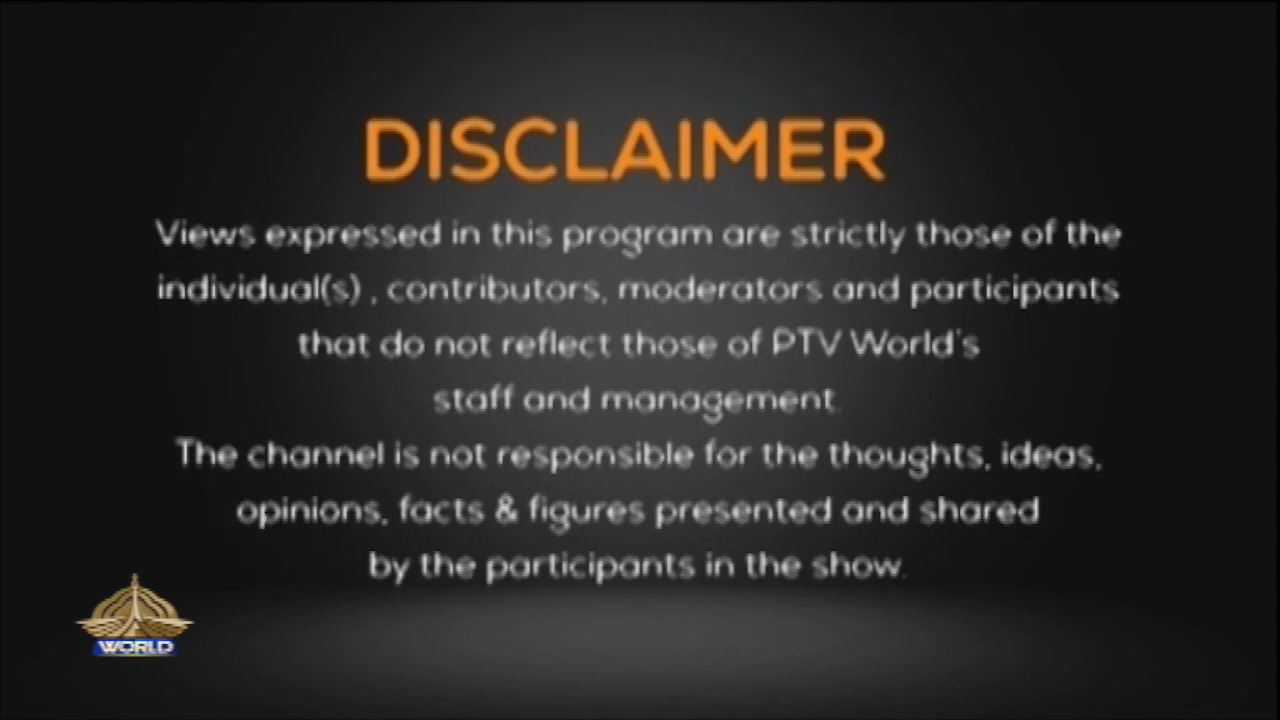 DISCLAIMER
Views expressed in this program are strictly those of the
individual(s) , contributors, moderators and participants
that do not reflect those of PTV World's
staff and management.
The channel is not responsible for the thoughts, ideas,
opinions, facts & figures presented and shared
by the participants in the show.
WORLD